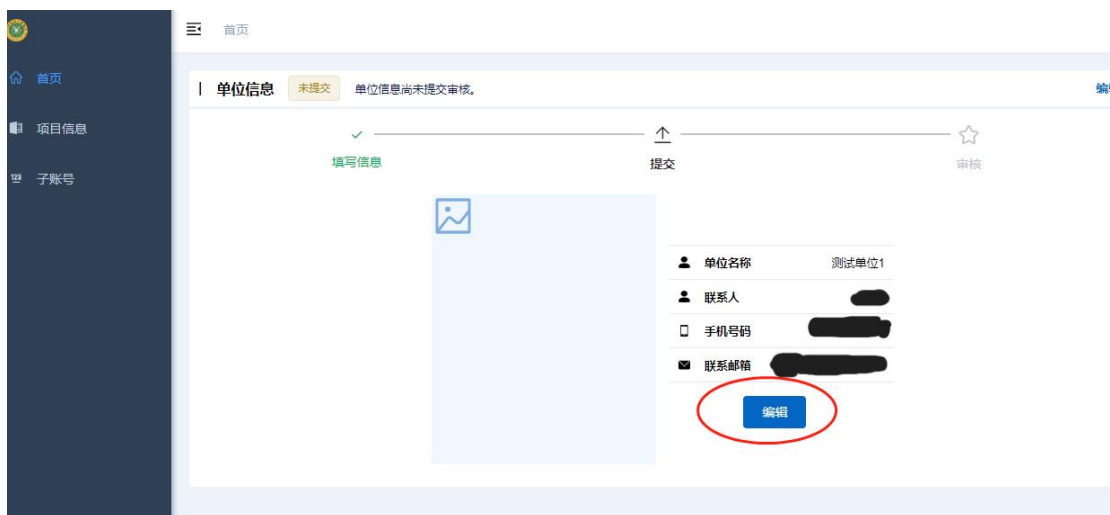 首页
首页
项目信息
子账号
单位信息 未提交 单位信息尚未提交审核。
填写信息 提交 审核
单位名称 测试单位1
联系人
手机号码
联系邮箱
编辑